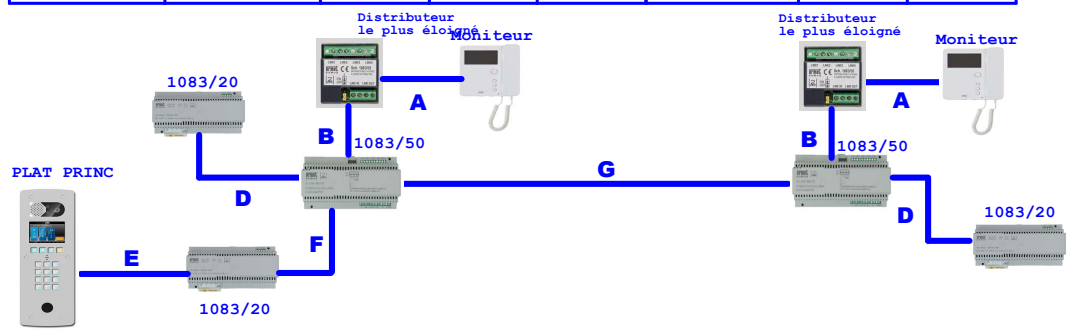 Distributeur
le plus éloigné
Moniteur
Distributeur
le plus éloigné
Moniteur
1083/20
A
A
B
1083/50
B
1083/50
G
PLAT PRINC
D
D
1083/20
F
E
1083/20